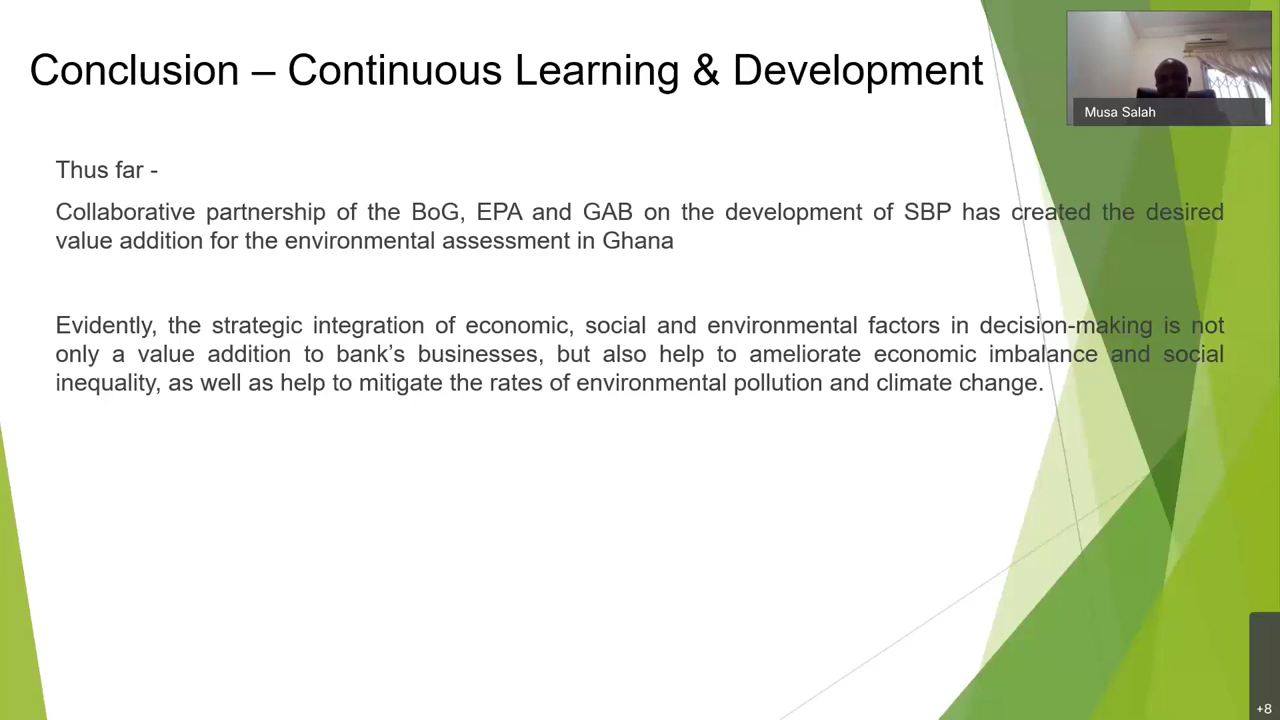 Conclusion – Continuous Learning & Development
Musa Salah
Thus far -
Collaborative partnership of the BoG, EPA and GAB on the development of SBP has created the desired
value addition for the environmental assessment in Ghana
Evidently, the strategic integration of economic, social and environmental factors in decision-making is not
only a value addition to bank’s businesses, but also help to ameliorate economic imbalance and social
inequality, as well as help to mitigate the rates of environmental pollution and climate change.
+8